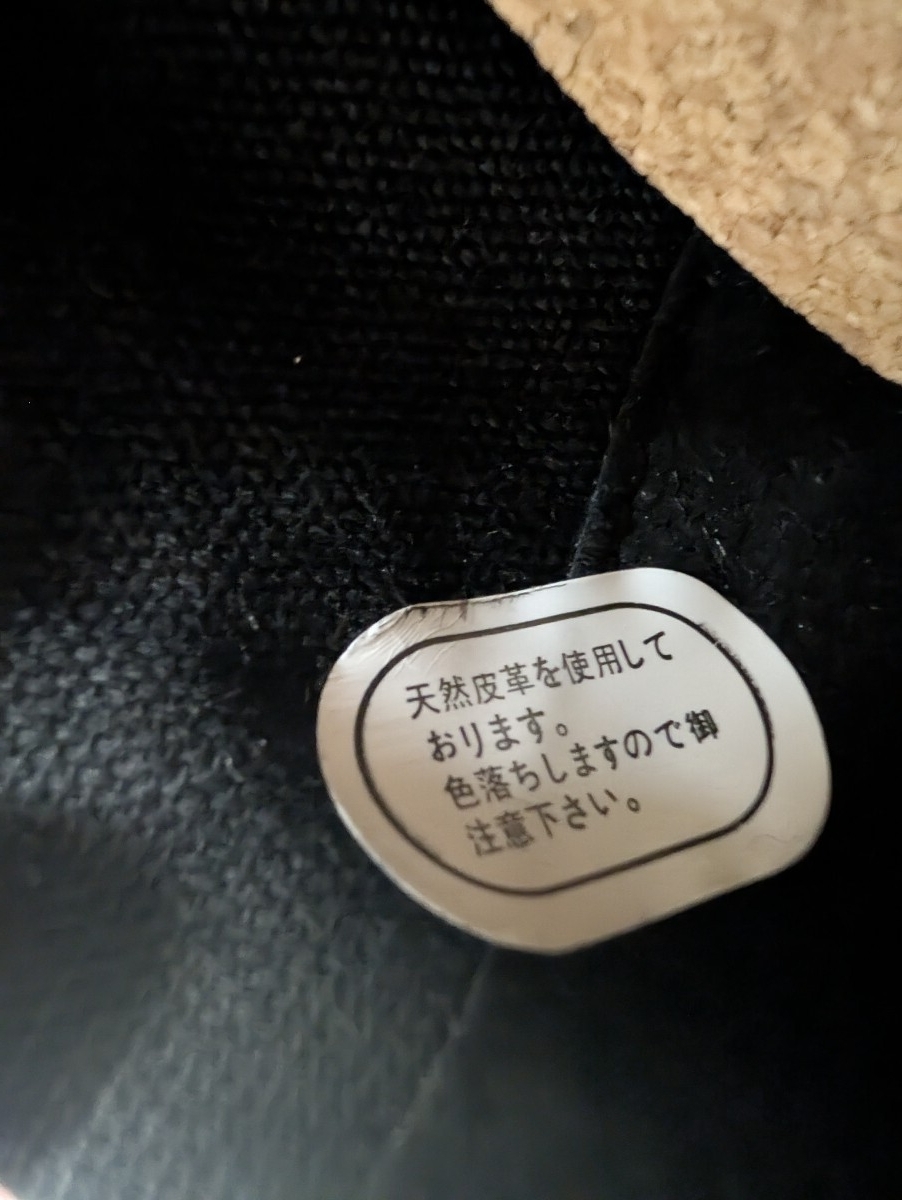 天然皮革を使用して
おります。
色落ちしますので御
注意下さい。